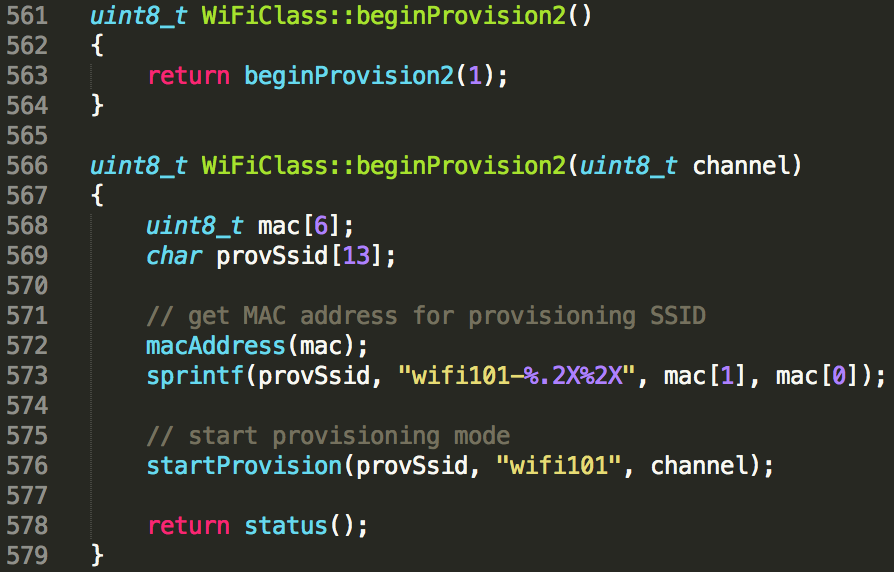 561 uint8_t WiFiClass::beginProvision2()
562 {
563     return beginProvision2(1);
564 }
565
566 uint8_t WiFiClass::beginProvision2(uint8_t channel)
567 {
568     uint8_t mac[6];
569     char provSsid[13];
570
571     // get MAC address for provisioning SSID
572     macAddress(mac);
573     sprintf(provSsid, "wifi101-%.2X%2X", mac[1], mac[0]);
574
575     // start provisioning mode
576     startProvision(provSsid, "wifi101", channel);
577
578     return status();
579 }